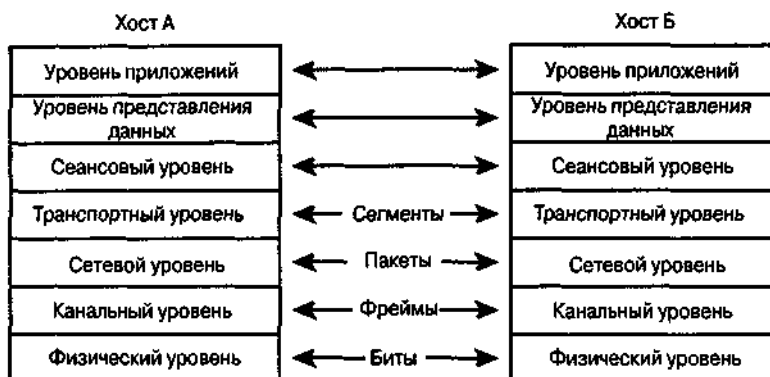 Хост А Хост Б
Уровень приложений Уровень приложений
Уровень представления Уровень представления
данных данных
Сеансовый уровень Сеансовый уровень
Транспортный уровень Сегменты Транспортный уровень
Сетевой уровень Пакеты Сетевой уровень
Канальный уровень Фреймы Канальный уровень
Физический уровень Биты Физический уровень